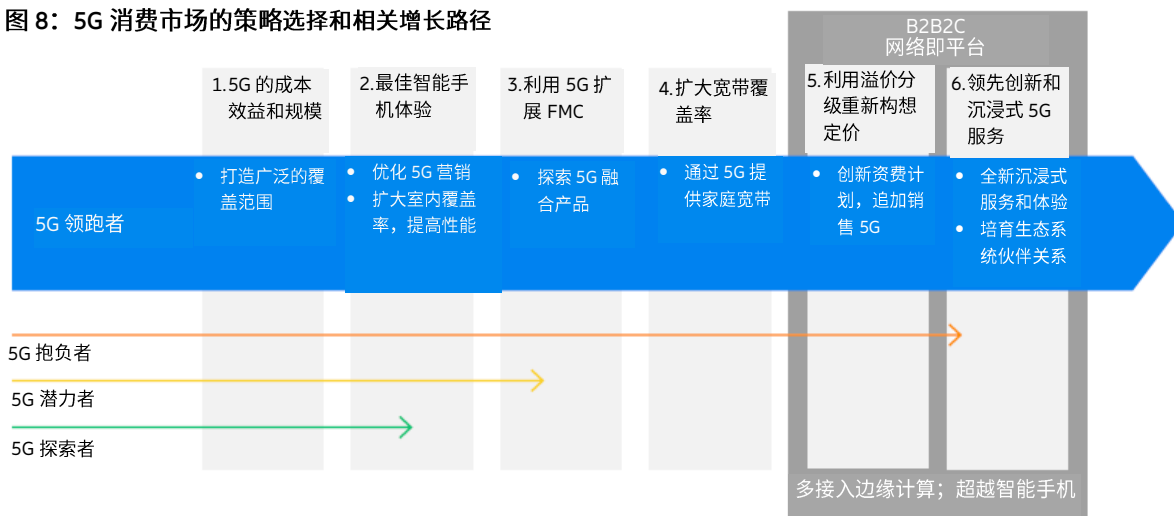 图 8：5G 消费市场的策略选择和相关增长路径
B2B2C
网络即平台
1.5G 的成本
效益和规模
2.最佳智能手
机体验
3.利用 5G 扩
展 FMC
4.扩大宽带覆
盖率
5.利用溢价分
级重新构想
定价
6.领先创新和
沉浸式 5G
服务
5G 领跑者
• 打造广泛的覆
盖范围
• 优化 5G 营销
• 扩大室内覆盖
率，提高性能
• 探索 5G 融
合产品
• 通过 5G 提
供家庭宽带
• 创新资费计
划，追加销
售 5G
• 全新沉浸式
服务和体验
• 培育生态系
统伙伴关系
5G 抱负者
5G 潜力者
5G 探索者
多接入边缘计算；超越智能手机